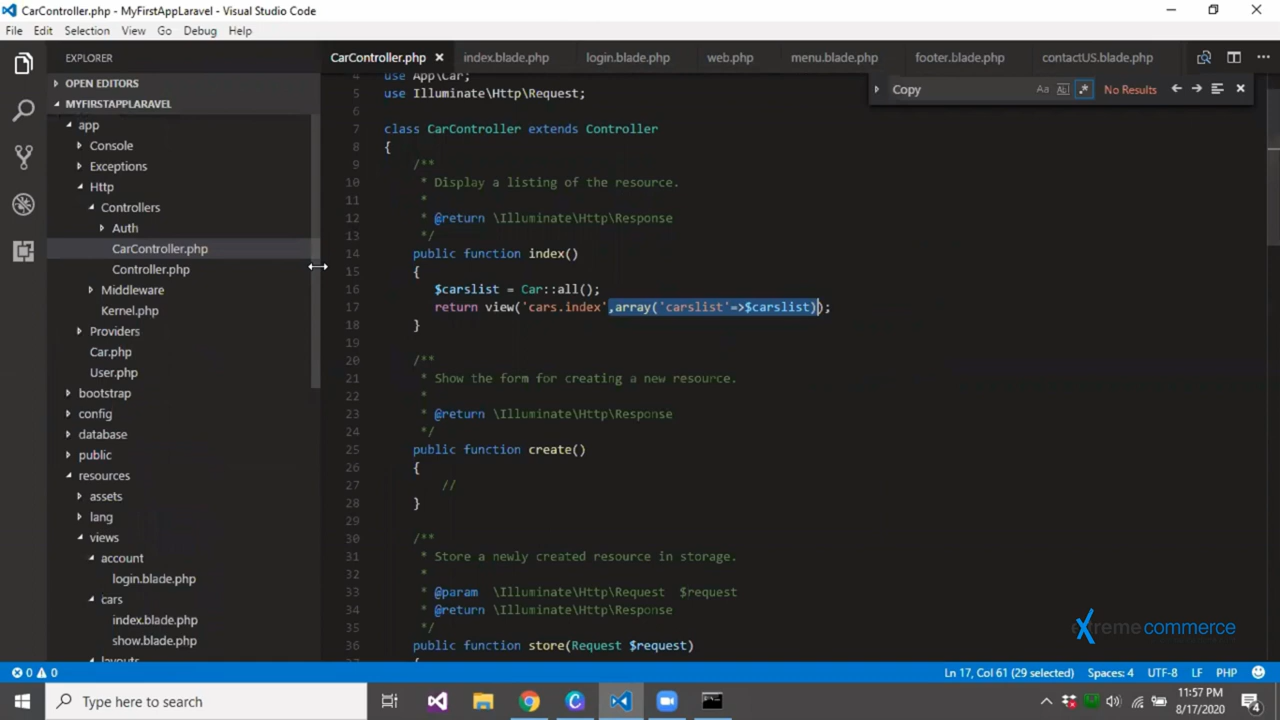 CarController.php - MyFirstAppLaravel - Visual Studio Code
File Edit Selection View Go Debug Help
EXPLORER
OPEN EDITORS
MYFIRSTAPPLARAVEL
app
Console
Exceptions
Http
Controllers
Auth
CarController.php
Controller.php
Middleware
Kernel.php
Providers
Car.php
User.php
bootstrap
config
database
public
resources
assets
lang
views
account
login.blade.php
cars
index.blade.php
show.blade.php
layouts
CarController.php index.blade.php login.blade.php web.php menu.blade.php footer.blade.php contactUS.blade.php
Copy Aa Abl .* No Results
4 use App\Car;
5 use Illuminate\Http\Request;
6
7 class CarController extends Controller
8 {
9 /**
10 * Display a listing of the resource.
11 *
12 * @return \Illuminate\Http\Response
13 */
14 public function index()
15 {
16 $carslist = Car::all();
17 return view('cars.index',array('carslist'=>$carslist));
18 }
19
20 /**
21 * Show the form for creating a new resource.
22 *
23 * @return \Illuminate\Http\Response
24 */
25 public function create()
26 {
27 //
28 }
29
30 /**
31 * Store a newly created resource in storage.
32 *
33 * @param \Illuminate\Http\Request $request
34 * @return \Illuminate\Http\Response
35 */
36 public function store(Request $request)
37 {
extreme commerce
0 0 Ln 17, Col 61 (29 selected) Spaces: 4 UTF-8 LF PHP
Type here to search
11:57 PM
8/17/2020
4